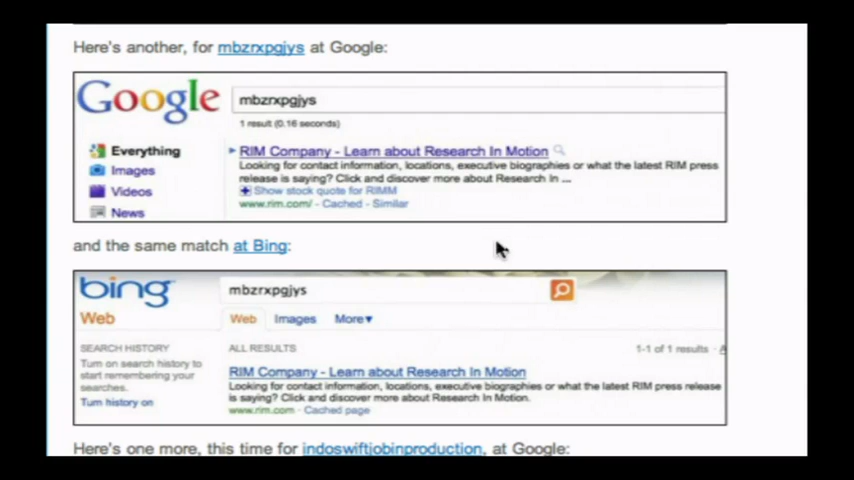 Here's another, for mbzrxpgjys at Google:
Google mbzrxpgjys
1 result (0.16 seconds)
Everything
Images
Videos
News
RIM Company - Learn about Research In Motion
Looking for contact information, locations, executive biographies or what the latest RIM press
release is saying? Click and discover more about Research In ...
Show stock quote for RIMM
www.rim.com/ - Cached - Similar
and the same match at Bing:
bing mbzrxpgjys
Web
Web Images More
SEARCH HISTORY
Turn on search history to
start remembering your
searches.
Turn history on
ALL RESULTS 1-1 of 1 results ·
RIM Company - Learn about Research In Motion
Looking for contact information, locations, executive biographies or what the latest RIM press release
is saying? Click and discover more about Research In Motion.
www.rim.com · Cached page
Here's one more, this time for indoswiftjobinproduction, at Google: